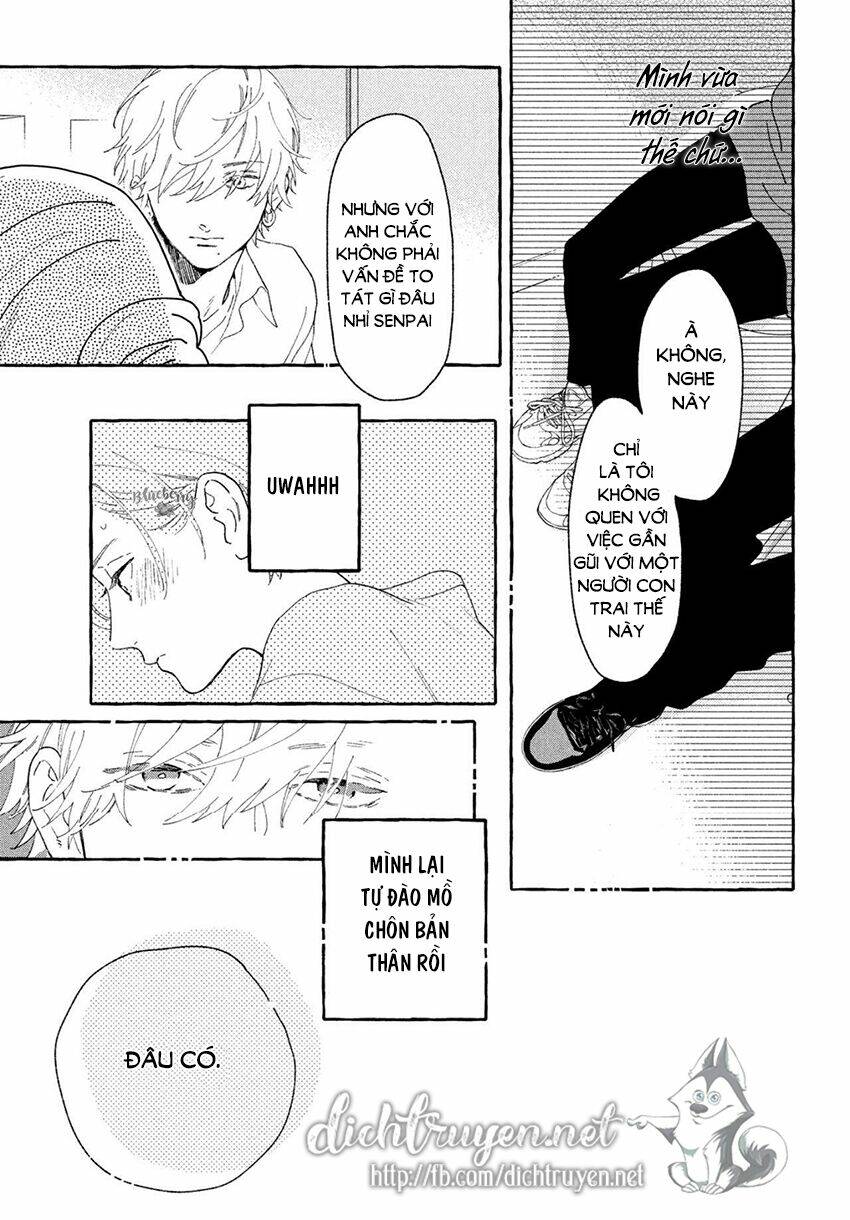 Mình vừa
mới nói gì
thế chứ...
À
KHÔNG,
NGHE
NÀY
CHỈ
LÀ TÔI
KHÔNG
QUEN VỚI
VIỆC GẦN
GŨI VỚI MỘT
NGƯỜI CON
TRAI THẾ
NÀY
NHƯNG VỚI
ANH CHẮC
KHÔNG PHẢI
VẤN ĐỀ TO
TÁT GÌ ĐÂU
NHỈ SENPAI
UWAHHH
Blacberry
MÌNH LẠI
TỰ ĐÀO MỒ
CHÔN BẢN
THÂN RỒI
ĐÂU CÓ.
dichtruyen.net
http://fb.com/dichtruyen.net